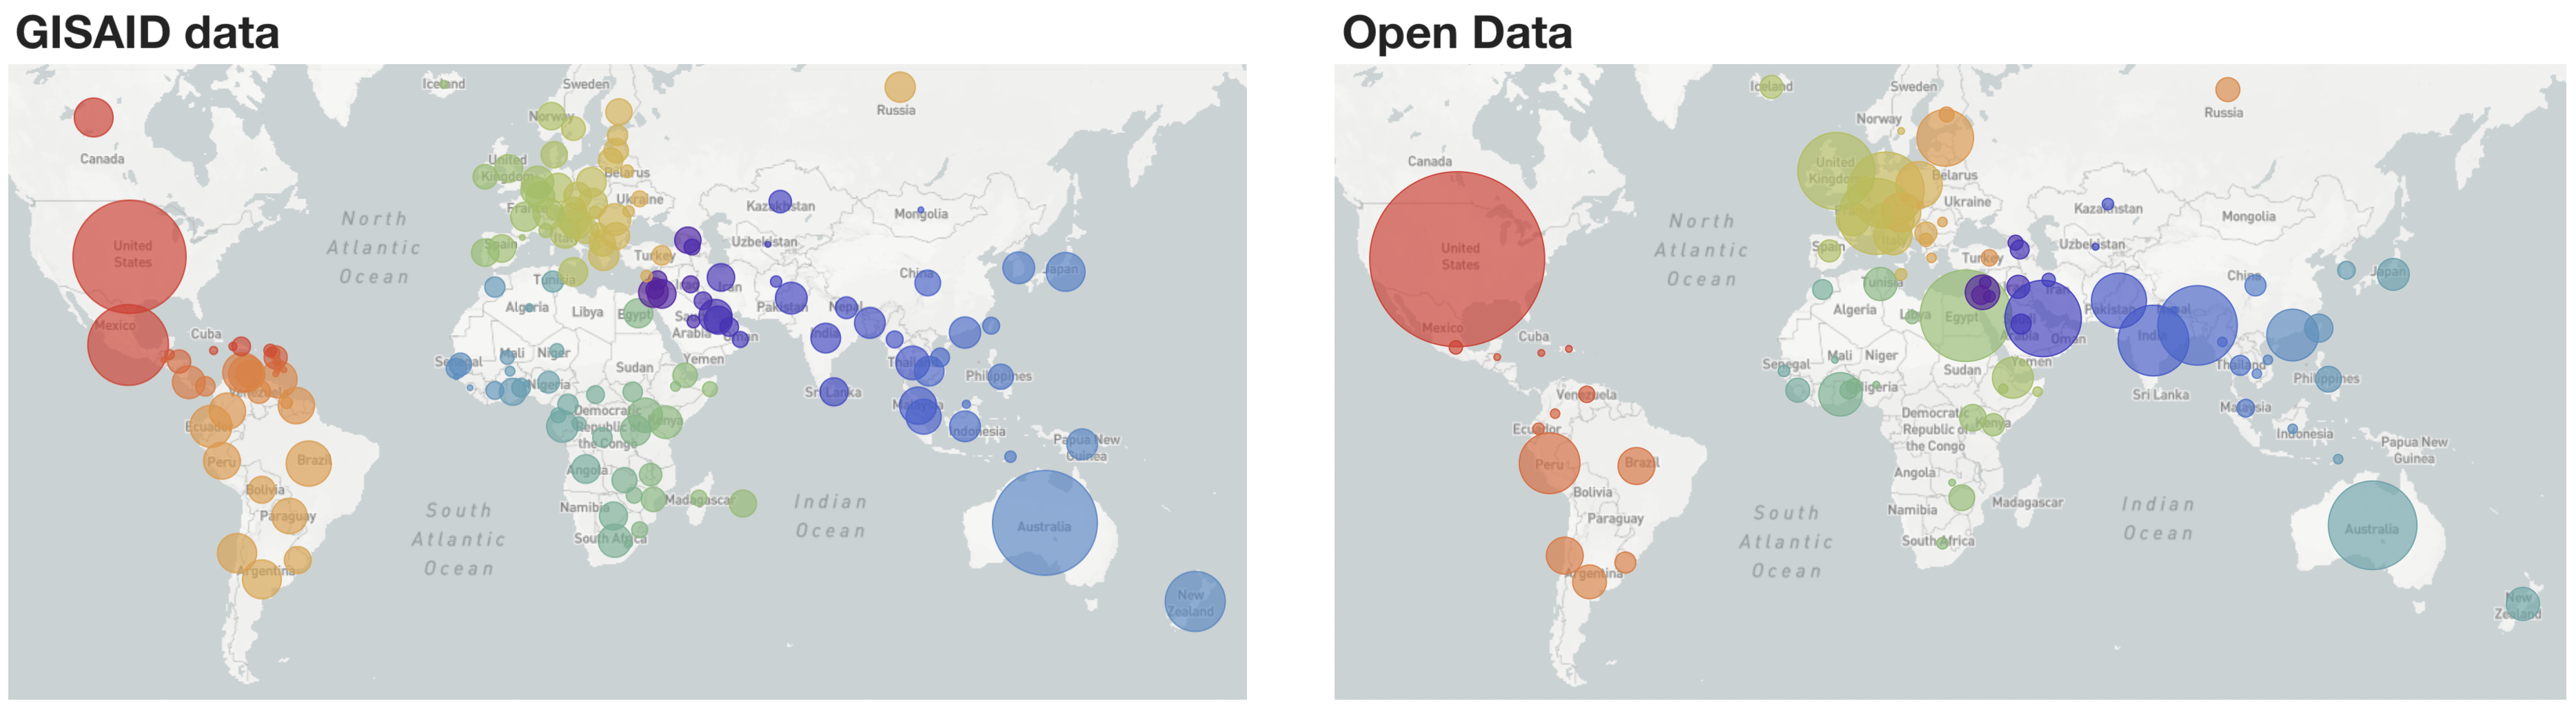 GISAID data
Iceland
Sweden
Norway
Russia
Canada
United
Kingdom
Belarus
Ukraine
France
Kazakhstan
Mongolia
North
Atlantic
Ocean
United
States
Spain
Italy
Uzbekistan
Turkey
China
Japan
Tunisia
Iraq
Iran
Algeria
Libya
Egypt
Pakistan
Nepal
Mexico
Cuba
Saudi
Arabia
Oman
India
Senegal
Mali
Niger
Sudan
Yemen
Thailand
Philippines
Nigeria
Venezuela
Sri Lanka
Malaysia
Ecuador
Democratic
Republic of
the Congo
Kenya
Indonesia
Papua New
Guinea
Peru
Brazil
Angola
Bolivia
Madagascar
Indian
Ocean
Paraguay
Namibia
South
Atlantic
Ocean
South Africa
Australia
Argentina
New
Zealand
Open Data
Iceland
Sweden
Norway
Russia
Canada
United
Kingdom
Belarus
Ukraine
Kazakhstan
Mongolia
North
Atlantic
Ocean
United
States
Spain
Italy
Uzbekistan
Turkey
China
Japan
Tunisia
Iran
Algeria
Libya
Egypt
Pakistan
Nepal
Mexico
Cuba
Saudi
Arabia
Oman
India
Senegal
Mali
Niger
Sudan
Yemen
Thailand
Philippines
Nigeria
Venezuela
Sri Lanka
Malaysia
Ecuador
Democratic
Republic of
the Congo
Kenya
Indonesia
Papua New
Guinea
Peru
Brazil
Angola
Bolivia
Madagascar
Indian
Ocean
Paraguay
Namibia
South
Atlantic
Ocean
South Africa
Australia
Argentina
New
Zealand